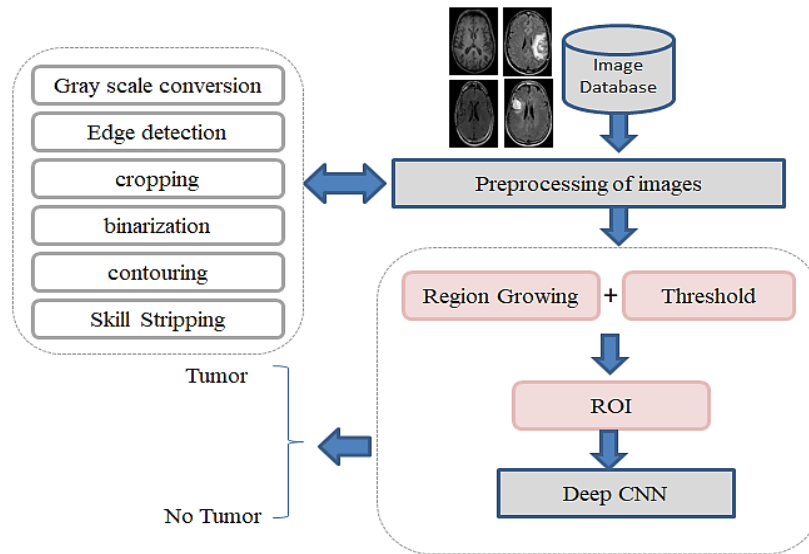 Image
Database
Gray scale conversion
Edge detection
cropping
binarization
contouring
Skill Stripping
Preprocessing of images
Region Growing + Threshold
ROI
Deep CNN
Tumor
No Tumor